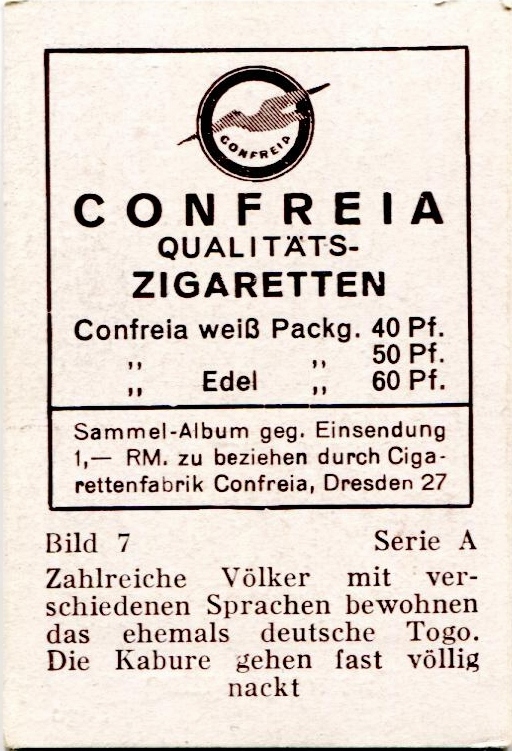 CONFREIA
CONFREIA
QUALITÄTS-
ZIGARETTEN
Confreia weiß Packg. 40 Pf.
,, ,, 50 Pf.
,, Edel ,, 60 Pf.
Sammel-Album geg. Einsendung
1,— RM. zu beziehen durch Ciga-
rettenfabrik Confreia, Dresden 27
Bild 7 Serie A
Zahlreiche Völker mit ver-
schiedenen Sprachen bewohnen
das ehemals deutsche Togo.
Die Kabure gehen fast völlig
nackt